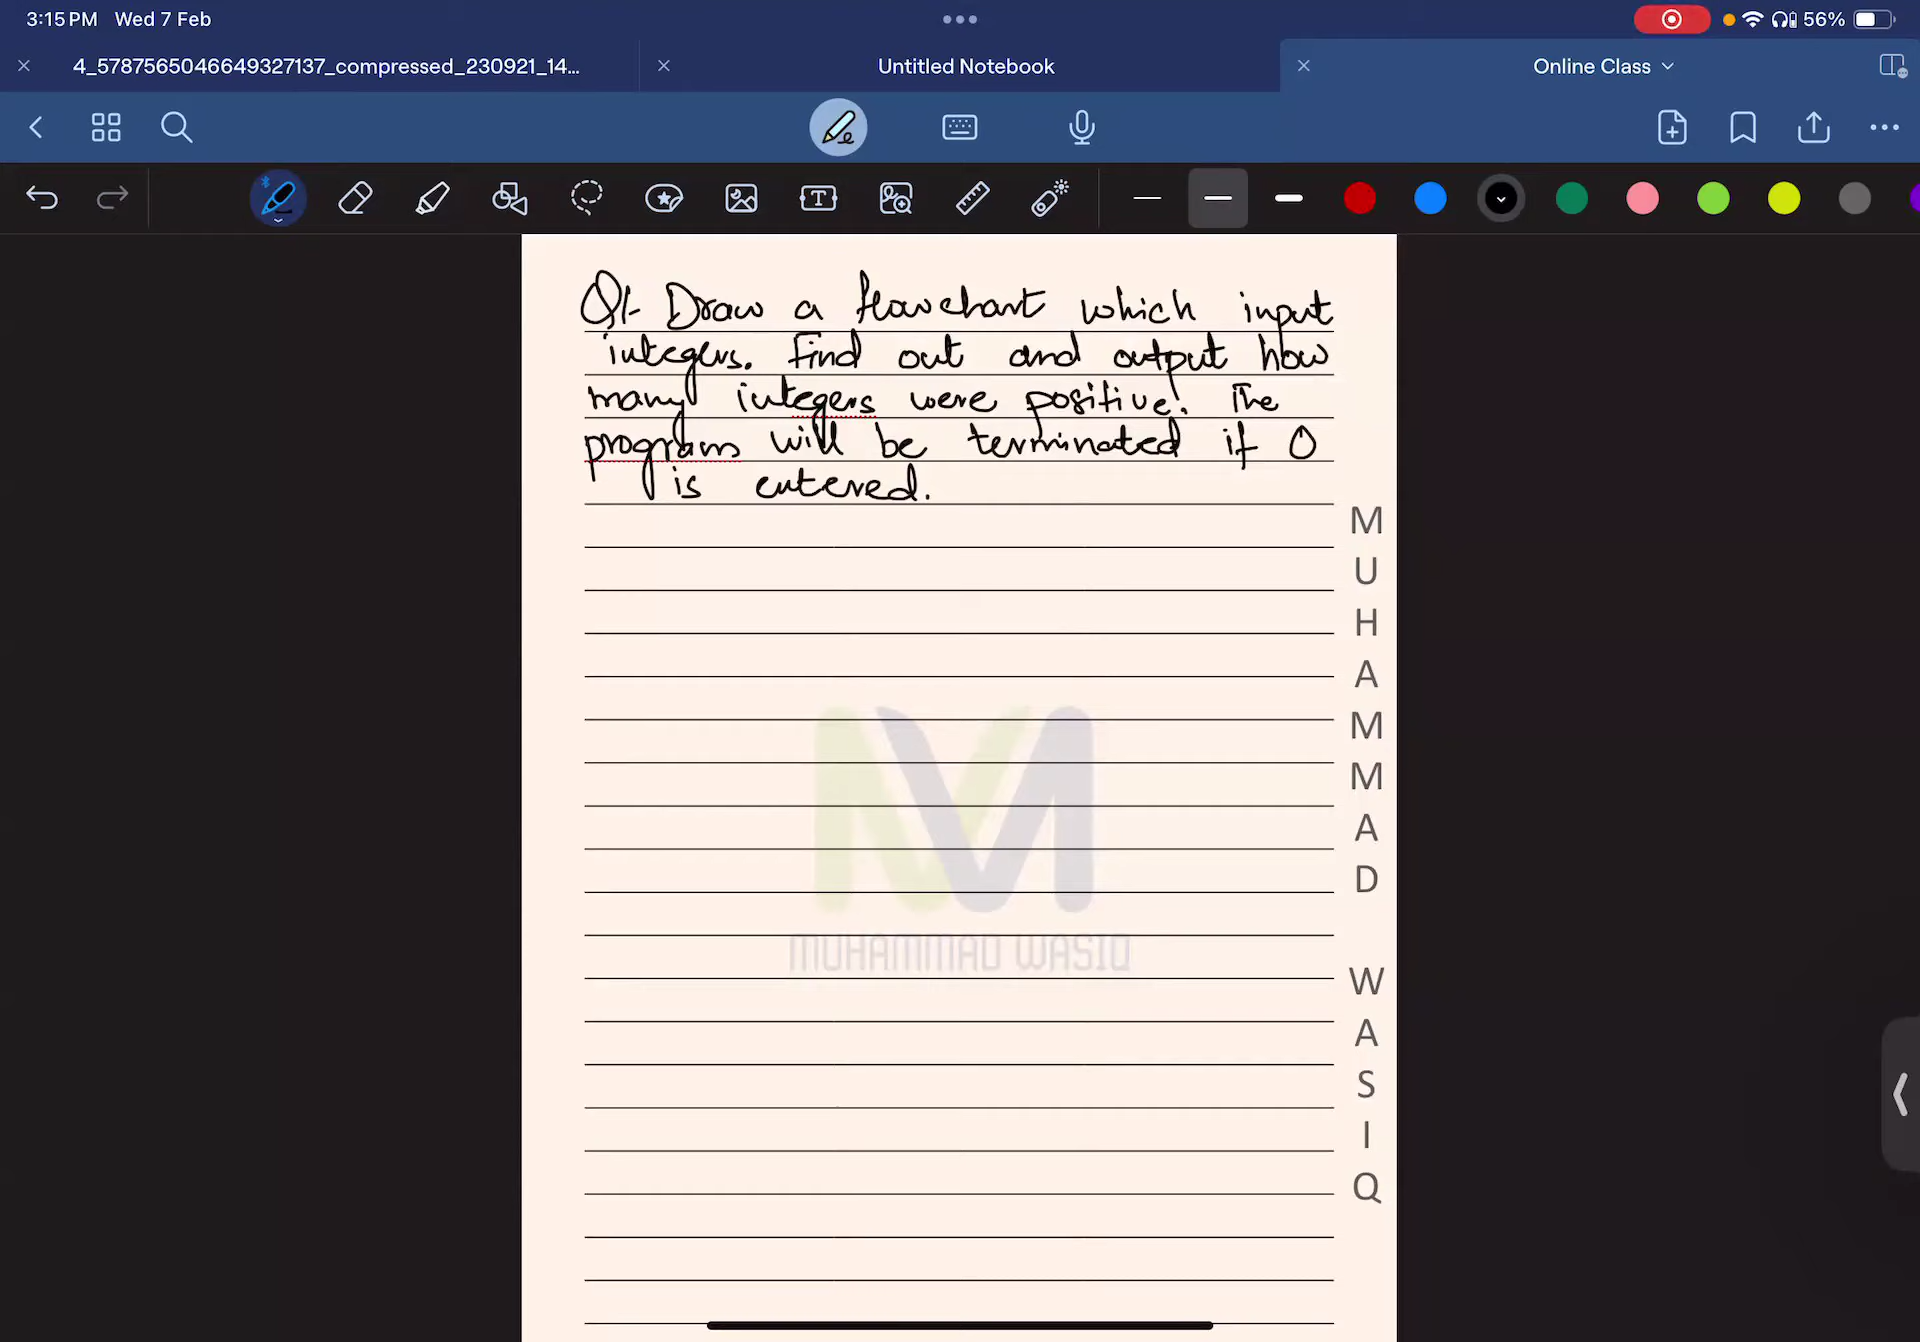 3:15 PM Wed 7 Feb
56%
4_5787565046649327137_compressed_230921_14...
Untitled Notebook
Online Class
Q1- Draw a flowchart which input
integers. Find out and output how
many integers were positive. The
program will be terminated if 0
is entered.
MUHAMMAD WASIQ
MUHAMMAD WASIQ